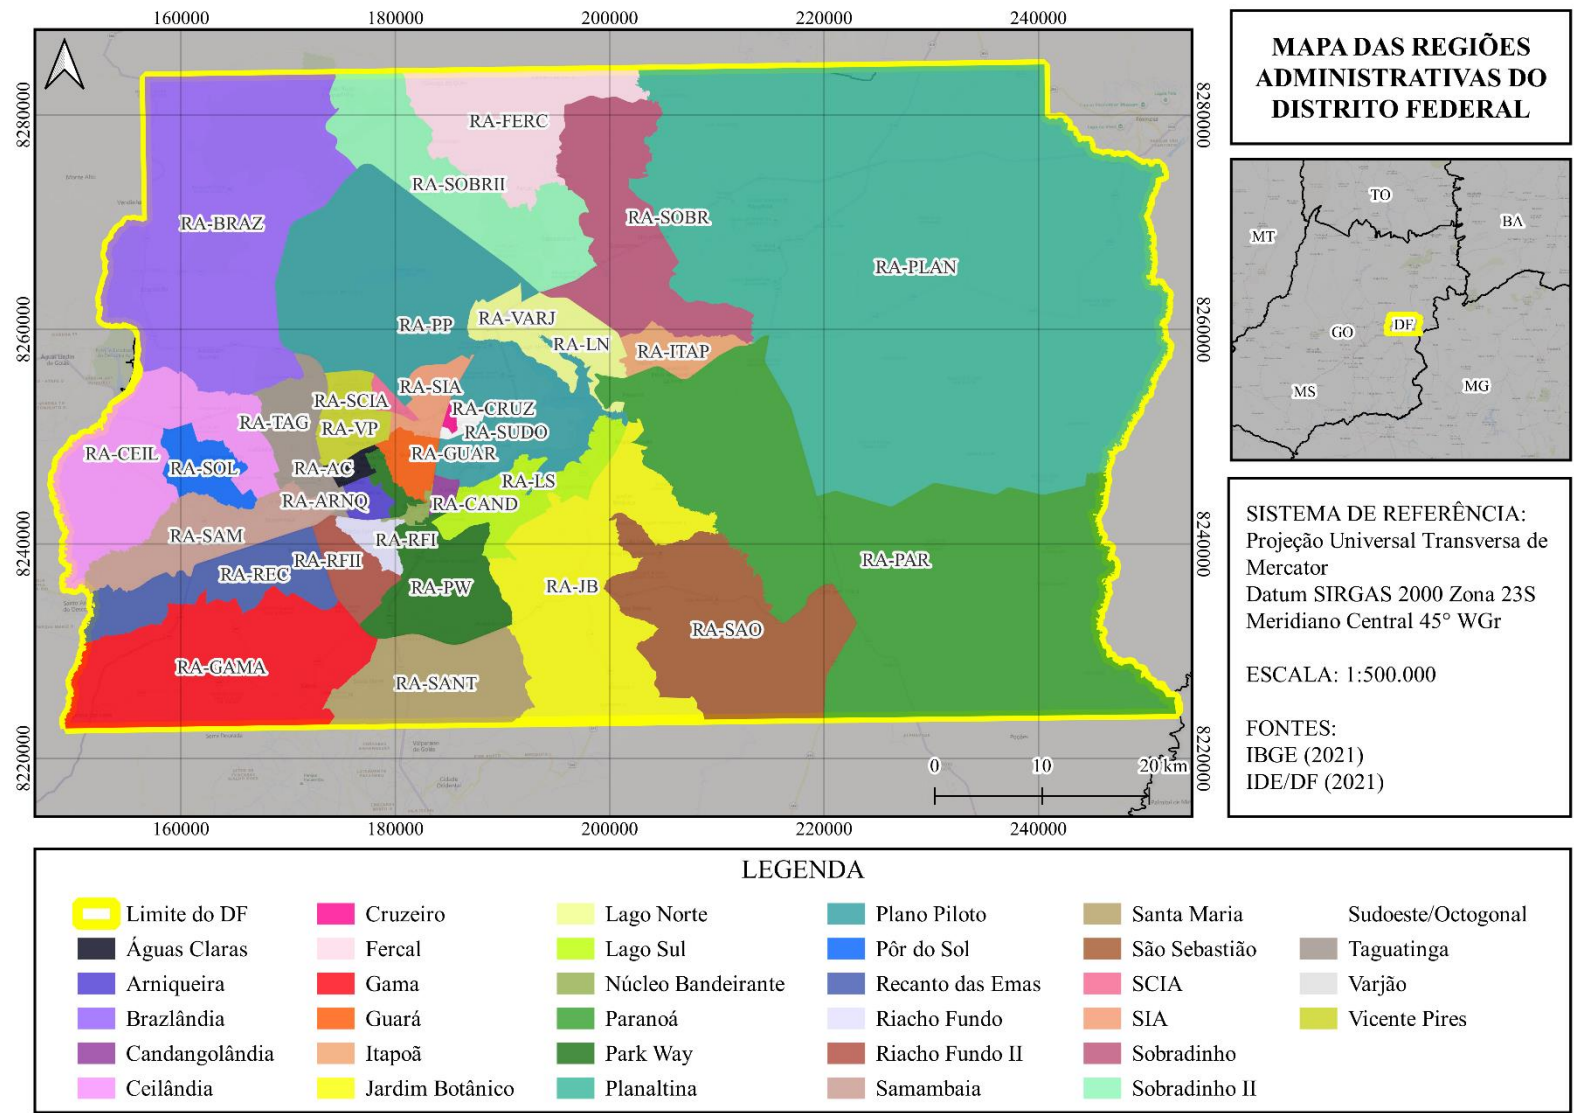 160000 180000 200000 220000 240000
8280000
8260000
8240000
8220000
8280000
8260000
8240000
8220000
RA-FERC
RA-SOBRII
RA-BRAZ
RA-SOBR
RA-PLAN
RA-VARJ
RA-PP
RA-LN
RA-ITAP
RA-SIA
RA-SCIA
RA-CRUZ
RA-TAG
RA-VP
RA-SUDO
RA-CEIL
RA-GUAR
RA-SOL
RA-AC
RA-LS
RA-ARNQ
RA-CAND
RA-SAM
RA-RFI
RA-RFII
RA-PAR
RA-REC
RA-PW
RA-JB
RA-SAO
RA-GAMA
RA-SANT
0 10 20 km
160000 180000 200000 220000 240000
MAPA DAS REGIÕES
ADMINISTRATIVAS DO
DISTRITO FEDERAL
TO
BA
MT
GO
DF
MS
MG
SISTEMA DE REFERÊNCIA:
Projeção Universal Transversa de
Mercator
Datum SIRGAS 2000 Zona 23S
Meridiano Central 45° WGr
ESCALA: 1:500.000
FONTES:
IBGE (2021)
IDE/DF (2021)
LEGENDA
Limite do DF
Águas Claras
Arniqueira
Brazlândia
Candangolândia
Ceilândia
Cruzeiro
Fercal
Gama
Guará
Itapoã
Jardim Botânico
Lago Norte
Lago Sul
Núcleo Bandeirante
Paranoá
Park Way
Planaltina
Plano Piloto
Pôr do Sol
Recanto das Emas
Riacho Fundo
Riacho Fundo II
Samambaia
Santa Maria
São Sebastião
SCIA
SIA
Sobradinho
Sobradinho II
Sudoeste/Octogonal
Taguatinga
Varjão
Vicente Pires